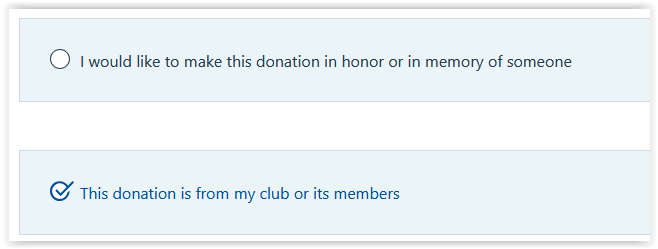 I would like to make this donation in honor or in memory of someone
This donation is from my club or its members